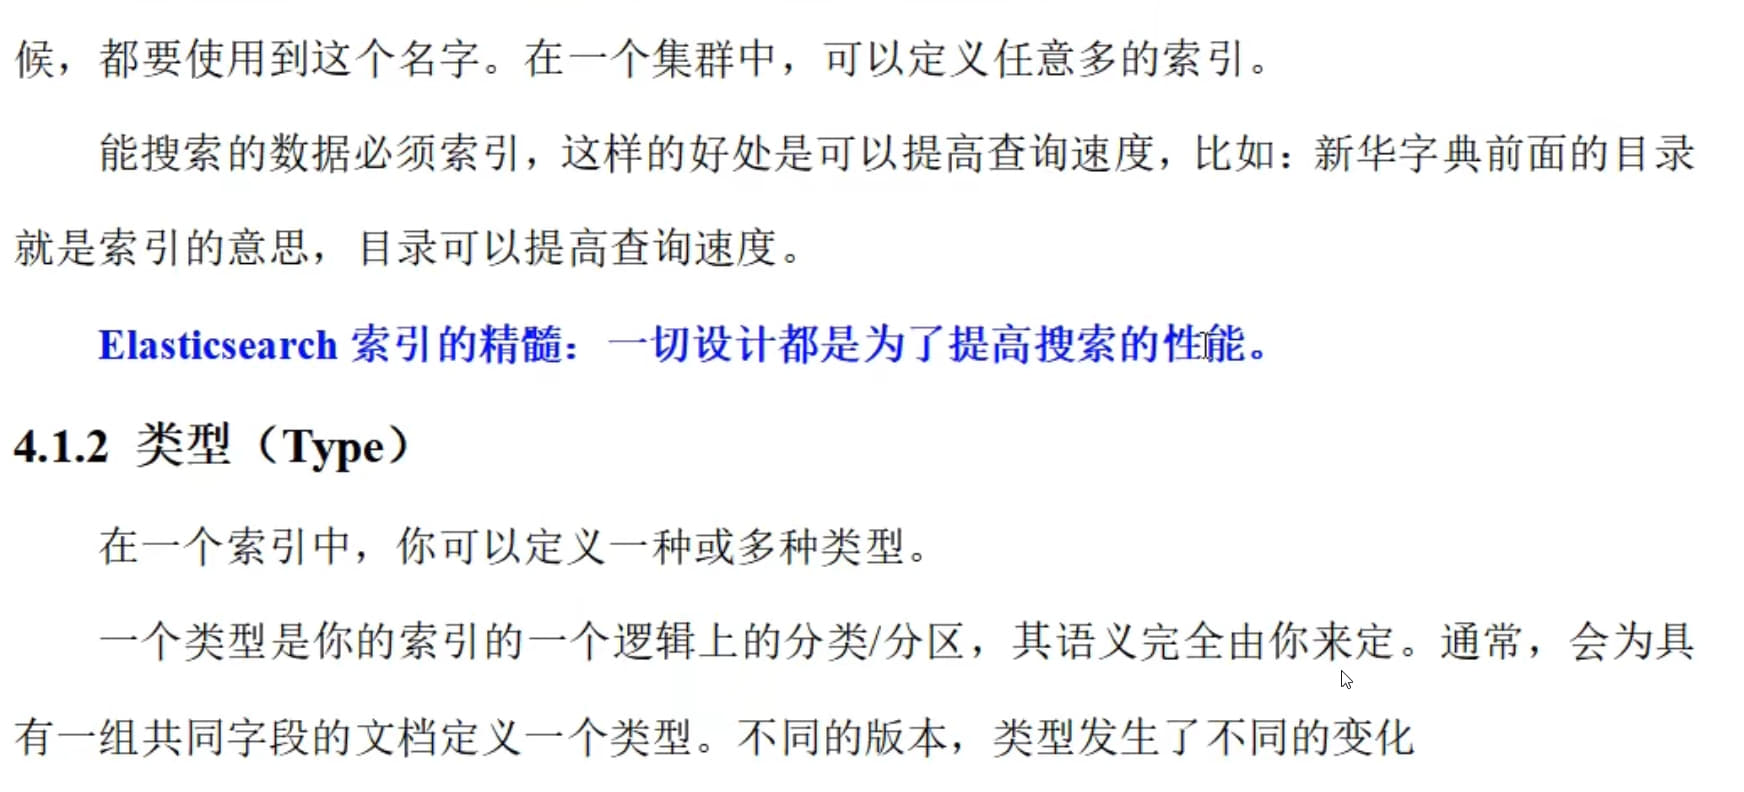 候，都要使用到这个名字。在一个集群中，可以定义任意多的索引。
能搜索的数据必须索引，这样的好处是可以提高查询速度，比如：新华字典前面的目录
就是索引的意思，目录可以提高查询速度。
Elasticsearch 索引的精髓：一切设计都是为了提高搜索的性能。
4.1.2 类型（Type）
在一个索引中，你可以定义一种或多种类型。
一个类型是你的索引的一个逻辑上的分类/分区，其语义完全由你来定。通常，会为具
有一组共同字段的文档定义一个类型。不同的版本，类型发生了不同的变化